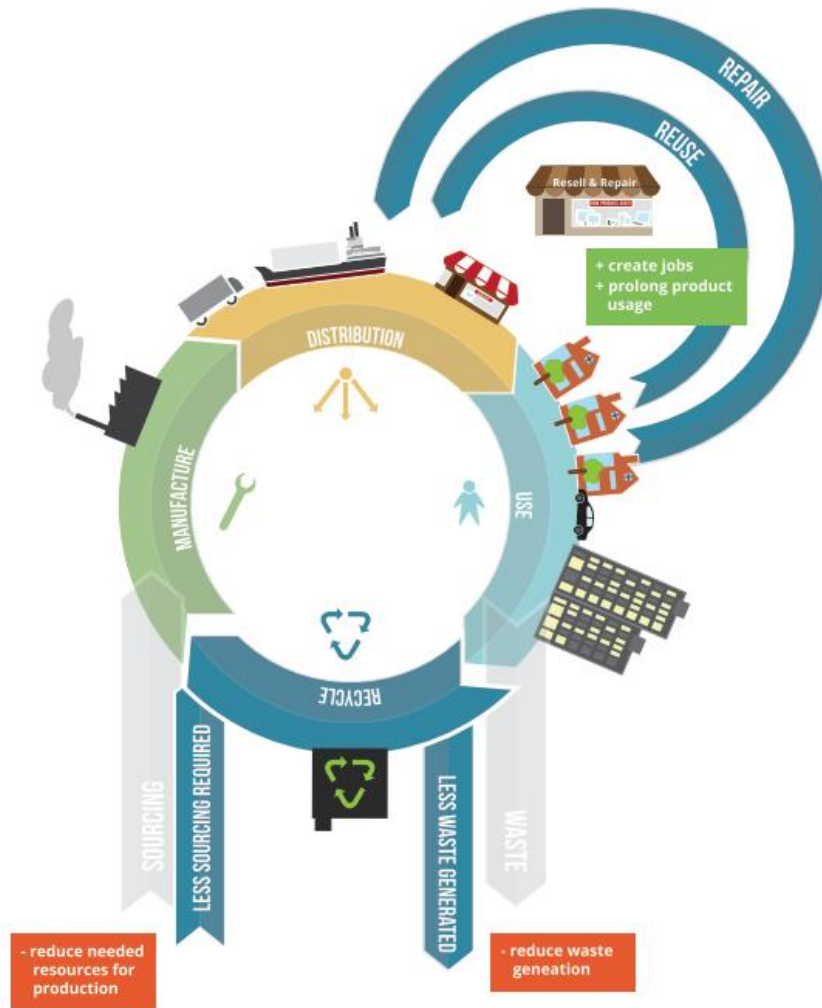 REPAIR
REUSE
Resell & Repair
+ create jobs
+ prolong product
usage
DISTRIBUTION
MANUFACTURE
USE
RECYCLE
SOURCING
LESS SOURCING REQUIRED
LESS WASTE GENERATED
WASTE
- reduce needed
resources for
production
- reduce waste
geneation